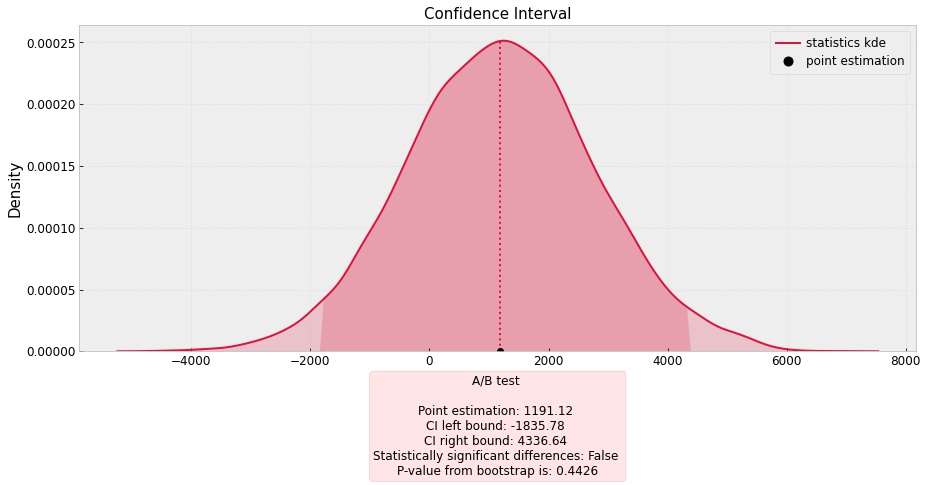 Confidence Interval
statistics kde
point estimation
Density
0.00025
0.00020
0.00015
0.00010
0.00005
0.00000
−4000
−2000
0
2000
4000
6000
8000
A/B test
Point estimation: 1191.12
CI left bound: -1835.78
CI right bound: 4336.64
Statistically significant differences: False
P-value from bootstrap is: 0.4426